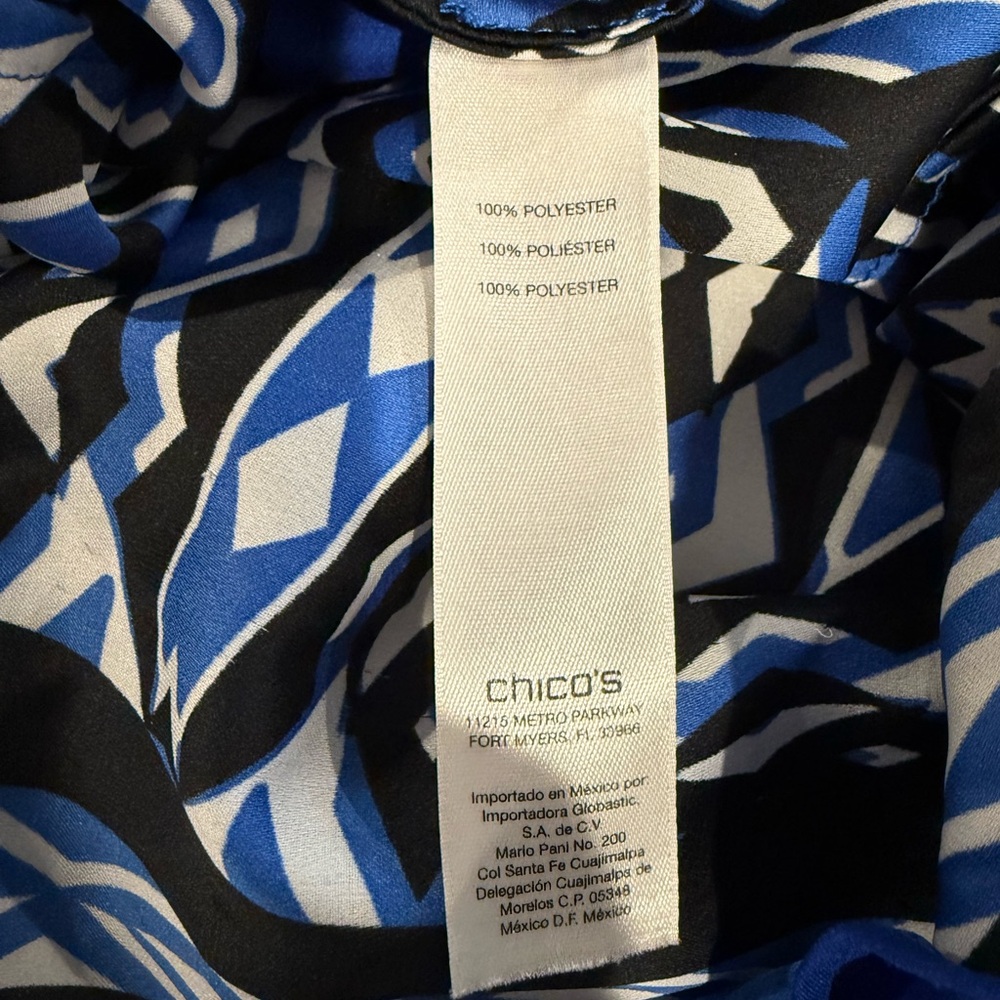 100% POLYESTER
100% POLIÉSTER
100% POLYESTER
chico's
11215 METRO PARKWAY
FORT MYERS, FL 33966
Importado en México por:
Importadora Globastic,
S.A. de C.V.
Mario Pani No. 200
Col Santa Fe Cuajimalpa
Delegación Cuajimalpa de
Morelos C.P. 05348
México D.F. México